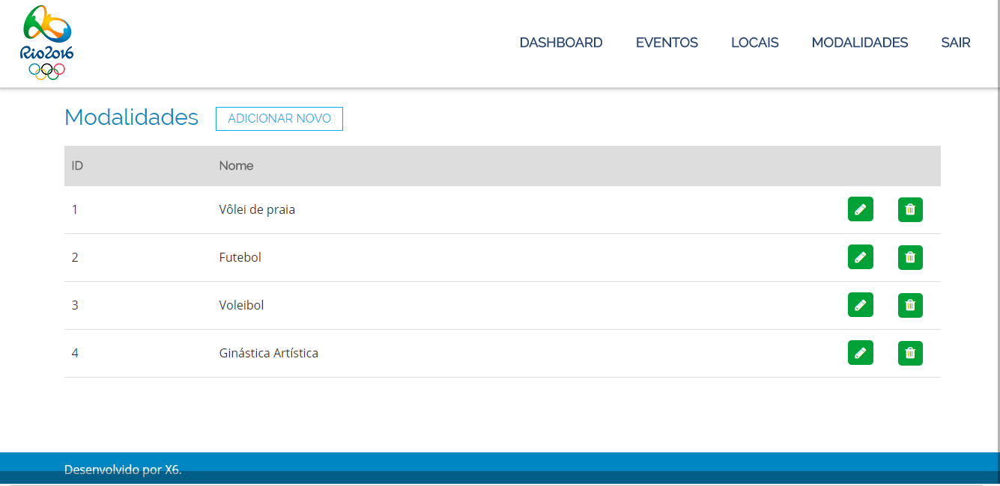 Rio2016
DASHBOARD EVENTOS LOCAIS MODALIDADES SAIR
Modalidades ADICIONAR NOVO
ID Nome
1 Vôlei de praia
2 Futebol
3 Voleibol
4 Ginástica Artística
Desenvolvido por X6.